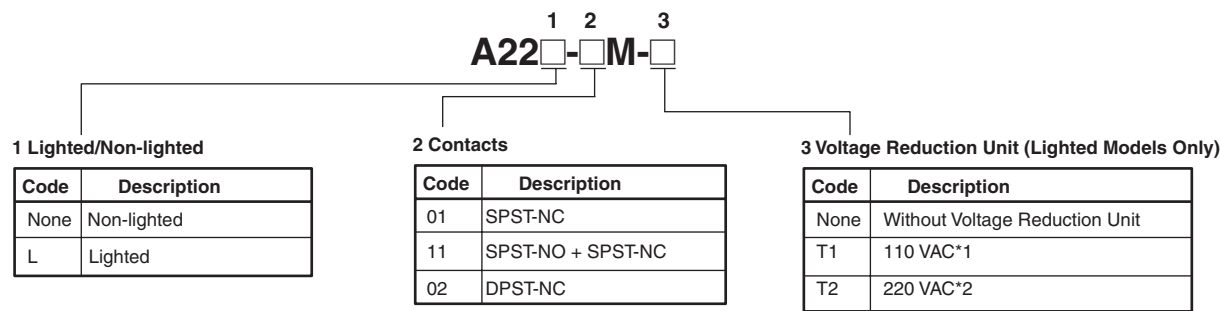 1 2 3
A22□-□M-□
1 Lighted/Non-lighted
Code Description
None Non-lighted
L Lighted
2 Contacts
Code Description
01 SPST-NC
11 SPST-NO + SPST-NC
02 DPST-NC
3 Voltage Reduction Unit (Lighted Models Only)
Code Description
None Without Voltage Reduction Unit
T1 110 VAC*1
T2 220 VAC*2